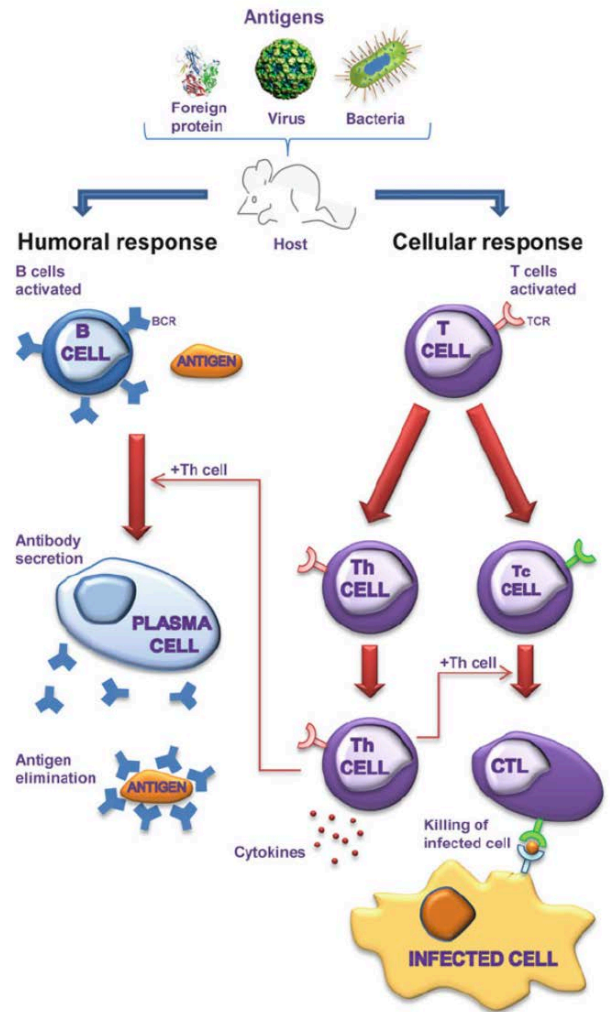 Antigens
Foreign
protein
Virus
Bacteria
Host
Humoral response
Cellular response
B cells
activated
T cells
activated
BCR
TCR
B
CELL
ANTIGEN
T
CELL
+Th cell
Antibody
secretion
PLASMA
CELL
Th
CELL
Tc
CELL
+Th cell
Antigen
elimination
ANTIGEN
Th
CELL
CTL
Cytokines
Killing of
infected cell
INFECTED CELL